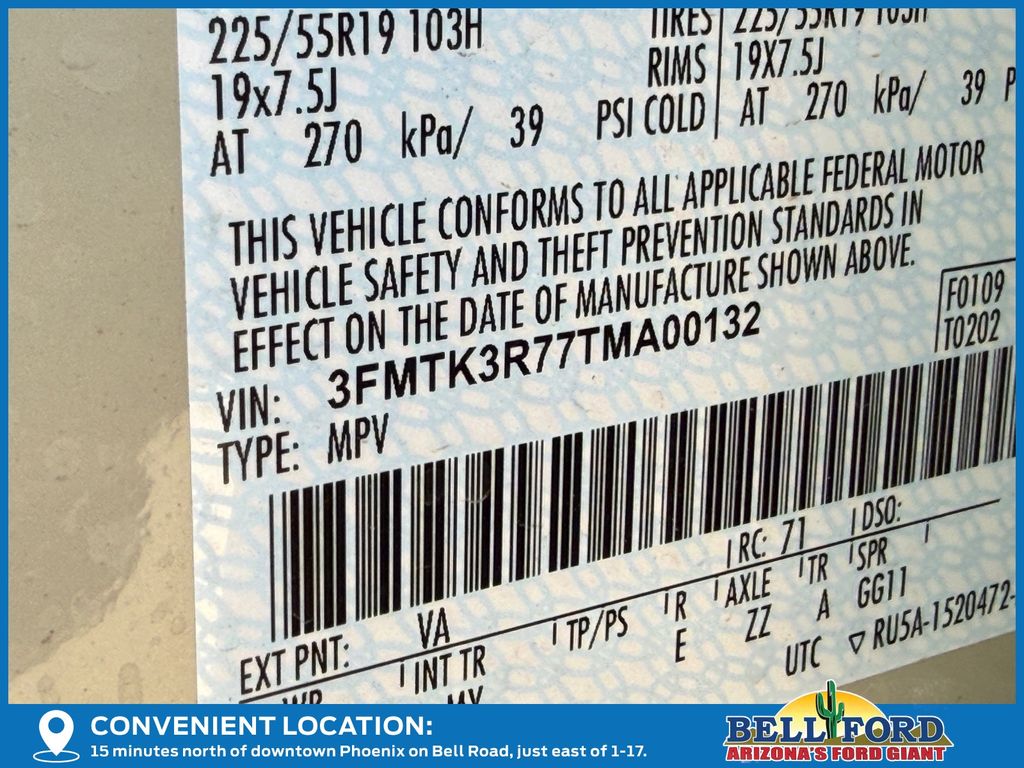 225/55R19 103H TIRES 225/55R19 103H
19x7.5J RIMS 19X7.5J
AT 270 kPa/ 39 PSI COLD AT 270 kPa/ 39 P
THIS VEHICLE CONFORMS TO ALL APPLICABLE FEDERAL MOTOR
VEHICLE SAFETY AND THEFT PREVENTION STANDARDS IN
EFFECT ON THE DATE OF MANUFACTURE SHOWN ABOVE.
F0109
T0202
VIN: 3FMTK3R77TMA00132
TYPE: MPV
RC: 71 DSO:
EXT PNT: VA TP/PS R AXLE TR SPR
E ZZ A GG11
INT TR
UTC ▽ RU5A-1520472-
CONVENIENT LOCATION:
15 minutes north of downtown Phoenix on Bell Road, just east of 1-17.
BELL FORD
ARIZONA'S FORD GIANT